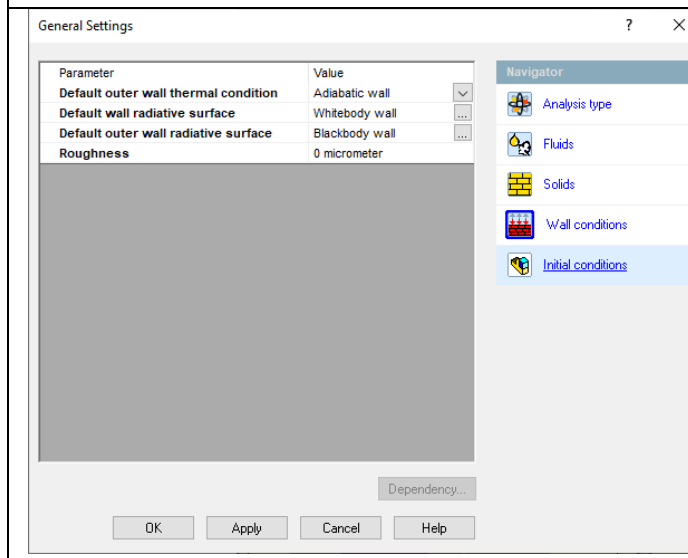 General Settings ?
Parameter Value
Default outer wall thermal condition Adiabatic wall
Default wall radiative surface Whitebody wall ...
Default outer wall radiative surface Blackbody wall ...
Roughness 0 micrometer
Navigator
Analysis type
Fluids
Solids
Wall conditions
Initial conditions
Dependency...
OK Apply Cancel Help